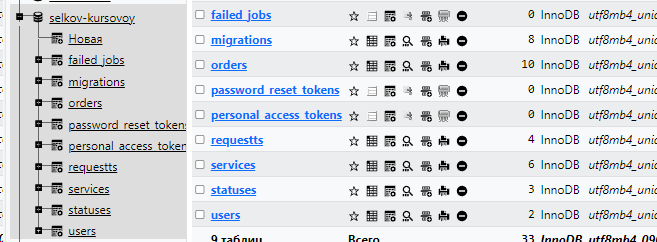 selkov-kursovoy
Новая
failed_jobs
migrations
orders
password_reset_tokens
personal_access_token
requestts
services
statuses
users
failed_jobs 0 InnoDB utf8mb4_unic
migrations 8 InnoDB utf8mb4_unic
orders 10 InnoDB utf8mb4_unic
password_reset_tokens 0 InnoDB utf8mb4_unic
personal_access_tokens 0 InnoDB utf8mb4_unic
requestts 4 InnoDB utf8mb4_unic
services 6 InnoDB utf8mb4_unic
statuses 3 InnoDB utf8mb4_unic
users 2 InnoDB utf8mb4_unic
9 таблиц Всего 33 InnoDB utf8mb4_090